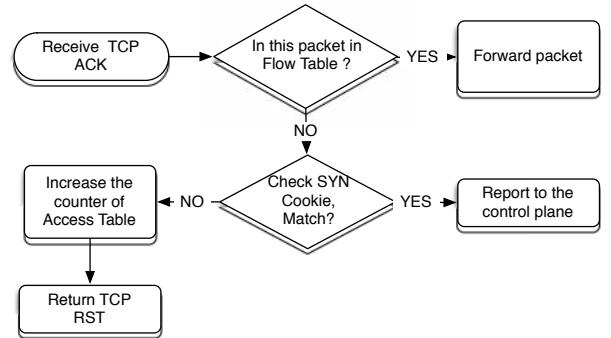 Receive TCP
ACK
In this packet in
Flow Table ?
YES
Forward packet
NO
Check SYN
Cookie,
Match?
NO
YES
Increase the
counter of
Access Table
Report to the
control plane
Return TCP
RST